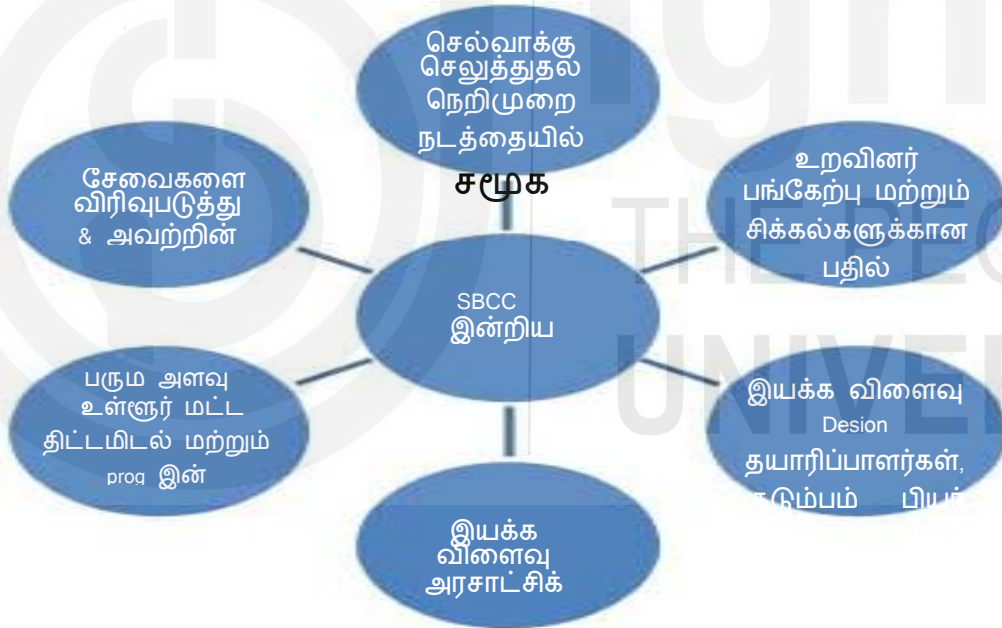 செல்வாக்கு
செலுத்துதல்
நெறிமுறை
நடத்தையில்
சமூக
சேவைகளை
விரிவுபடுத்து
& அவற்றின்
உறவினர்
பங்கேற்பு மற்றும்
சிக்கல்களுக்கான
பதில்
SBCC
இன்றிய
பரும அளவு
உள்ளூர் மட்ட
திட்டமிடல் மற்றும்
prog இன்
இயக்க விளைவு
Desion
தயாரிப்பாளர்கள்,
இயக்க
விளைவு
அரசாட்சிக்